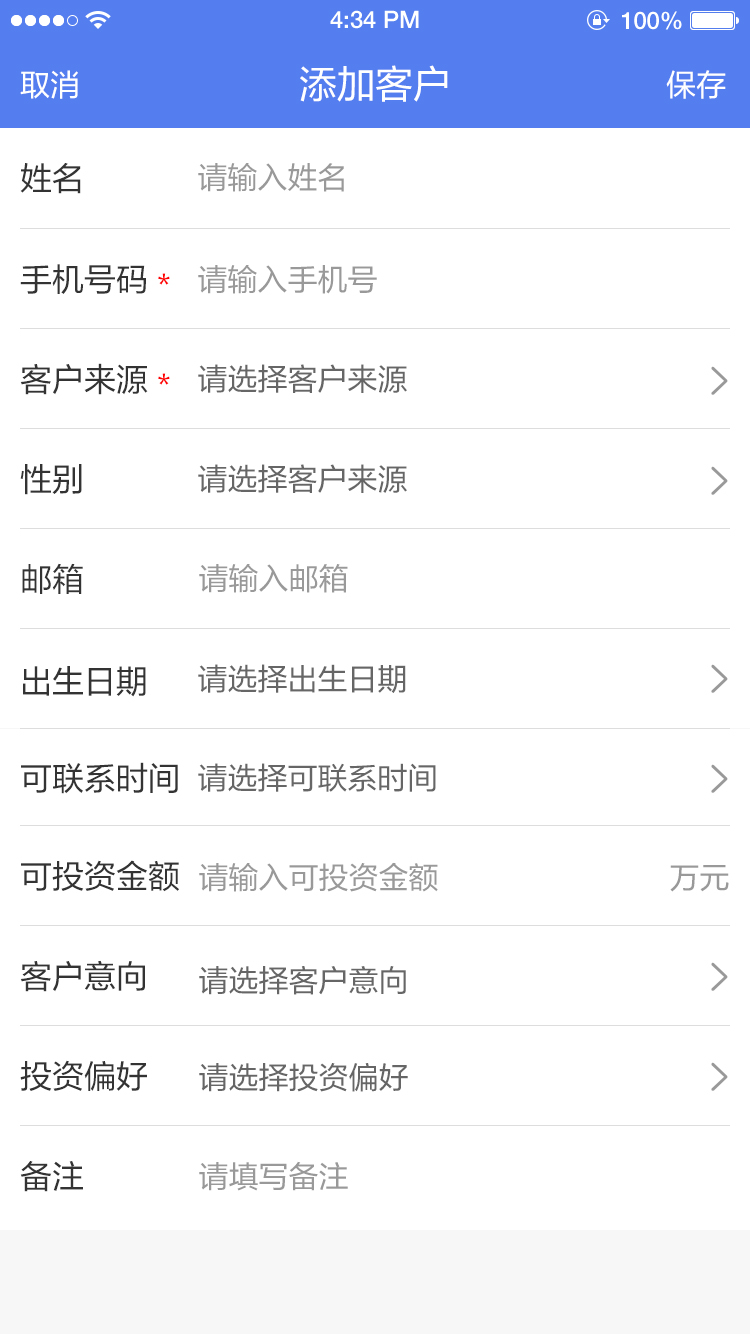 4:34 PM 100%
取消 添加客户 保存
姓名 请输入姓名
手机号码 * 请输入手机号
客户来源 * 请选择客户来源
性别 请选择客户来源
邮箱 请输入邮箱
出生日期 请选择出生日期
可联系时间 请选择可联系时间
可投资金额 请输入可投资金额 万元
客户意向 请选择客户意向
投资偏好 请选择投资偏好
备注 请填写备注